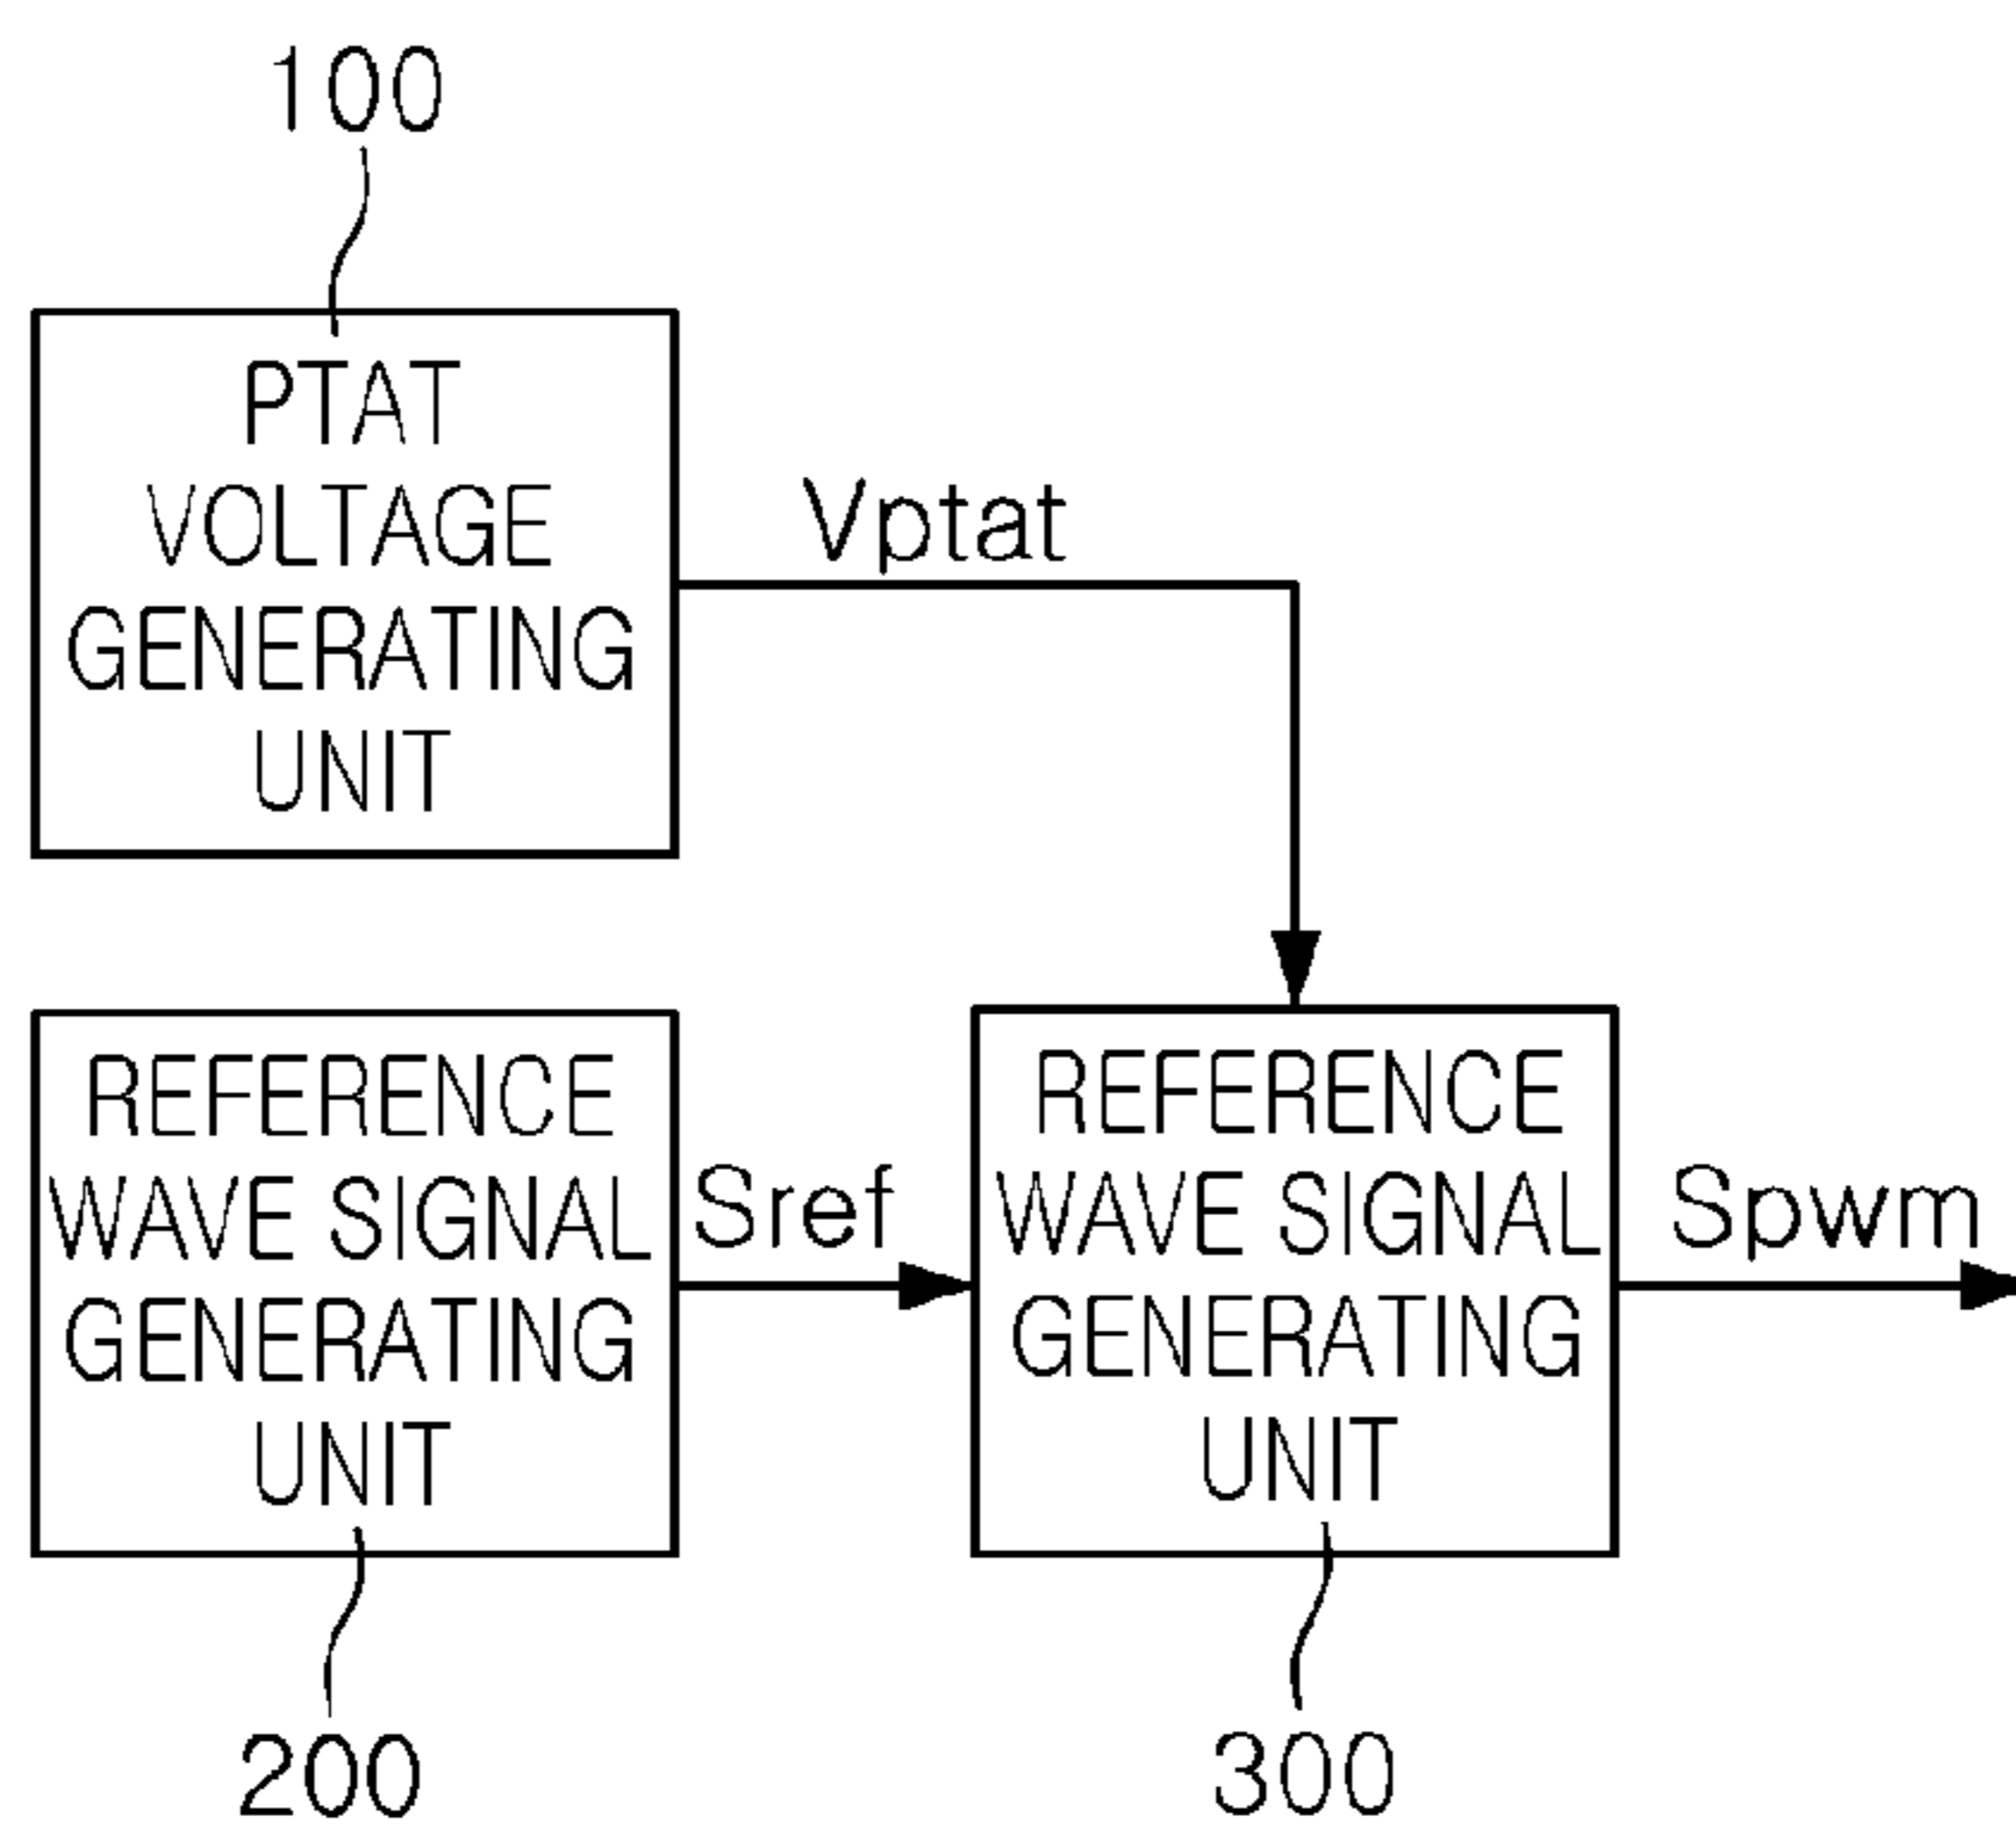 100
PTAT
VOLTAGE
GENERATING
UNIT
Vptat
REFERENCE
WAVE SIGNAL
GENERATING
UNIT
Sref
REFERENCE
WAVE SIGNAL
GENERATING
UNIT
Spwm
200
300